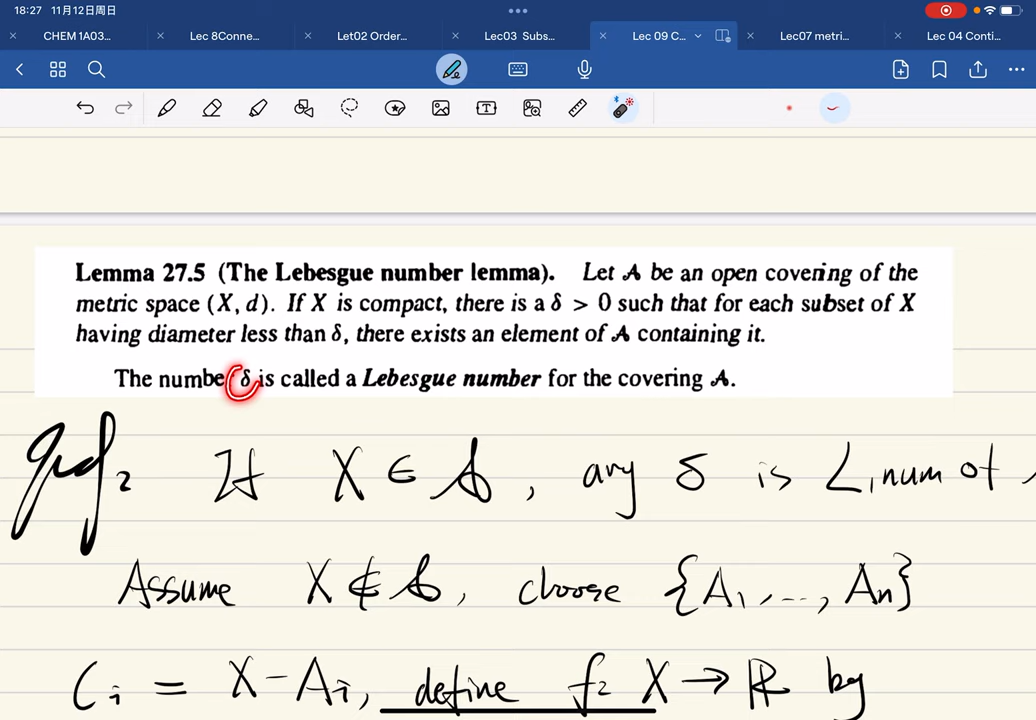 18:27 11月12日周日
CHEM 1A03...
Lec 8Conne...
Let02 Order...
Lec03 Subs...
Lec 09 C...
Lec07 metri...
Lec 04 Conti...
Lemma 27.5 (The Lebesgue number lemma). Let A be an open covering of the
metric space (X, d). If X is compact, there is a δ > 0 such that for each subset of X
having diameter less than δ, there exists an element of A containing it.
The numbe δ is called a Lebesgue number for the covering A.
If X ∈ A, any δ is L, num of
Assume X ∉ A, choose {A1, ..., An}
Ci = X - Ai, define f: X → R by